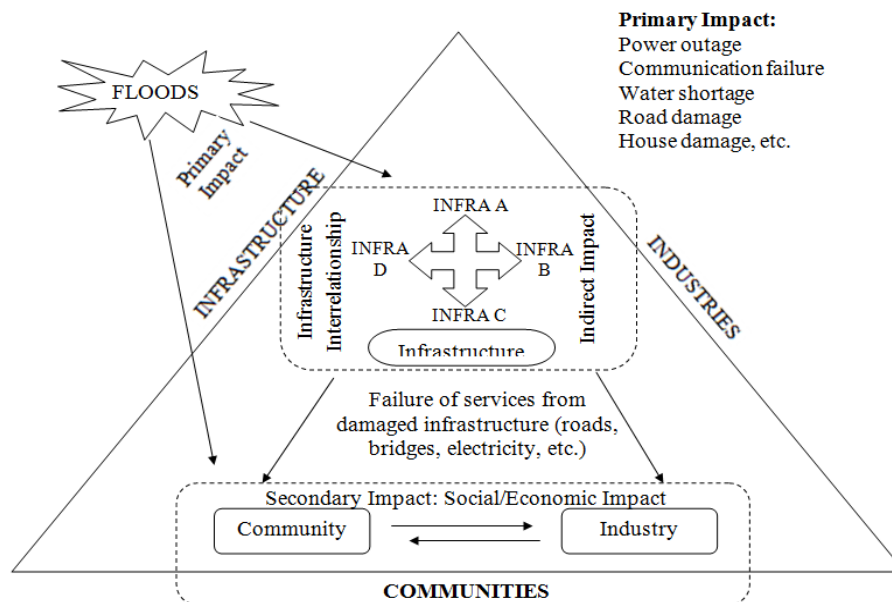 Primary Impact:
Power outage
Communication failure
Water shortage
Road damage
House damage, etc.
FLOODS
Primary
Impact
INFRASTRUCTURE
INDUSTRIES
Infrastructure
Interrelationship
INFRA A
INFRA
D
INFRA
B
INFRA C
Indirect Impact
Infrastructure
Failure of services from
damaged infrastructure (roads,
bridges, electricity, etc.)
Secondary Impact: Social/Economic Impact
Community
Industry
COMMUNITIES